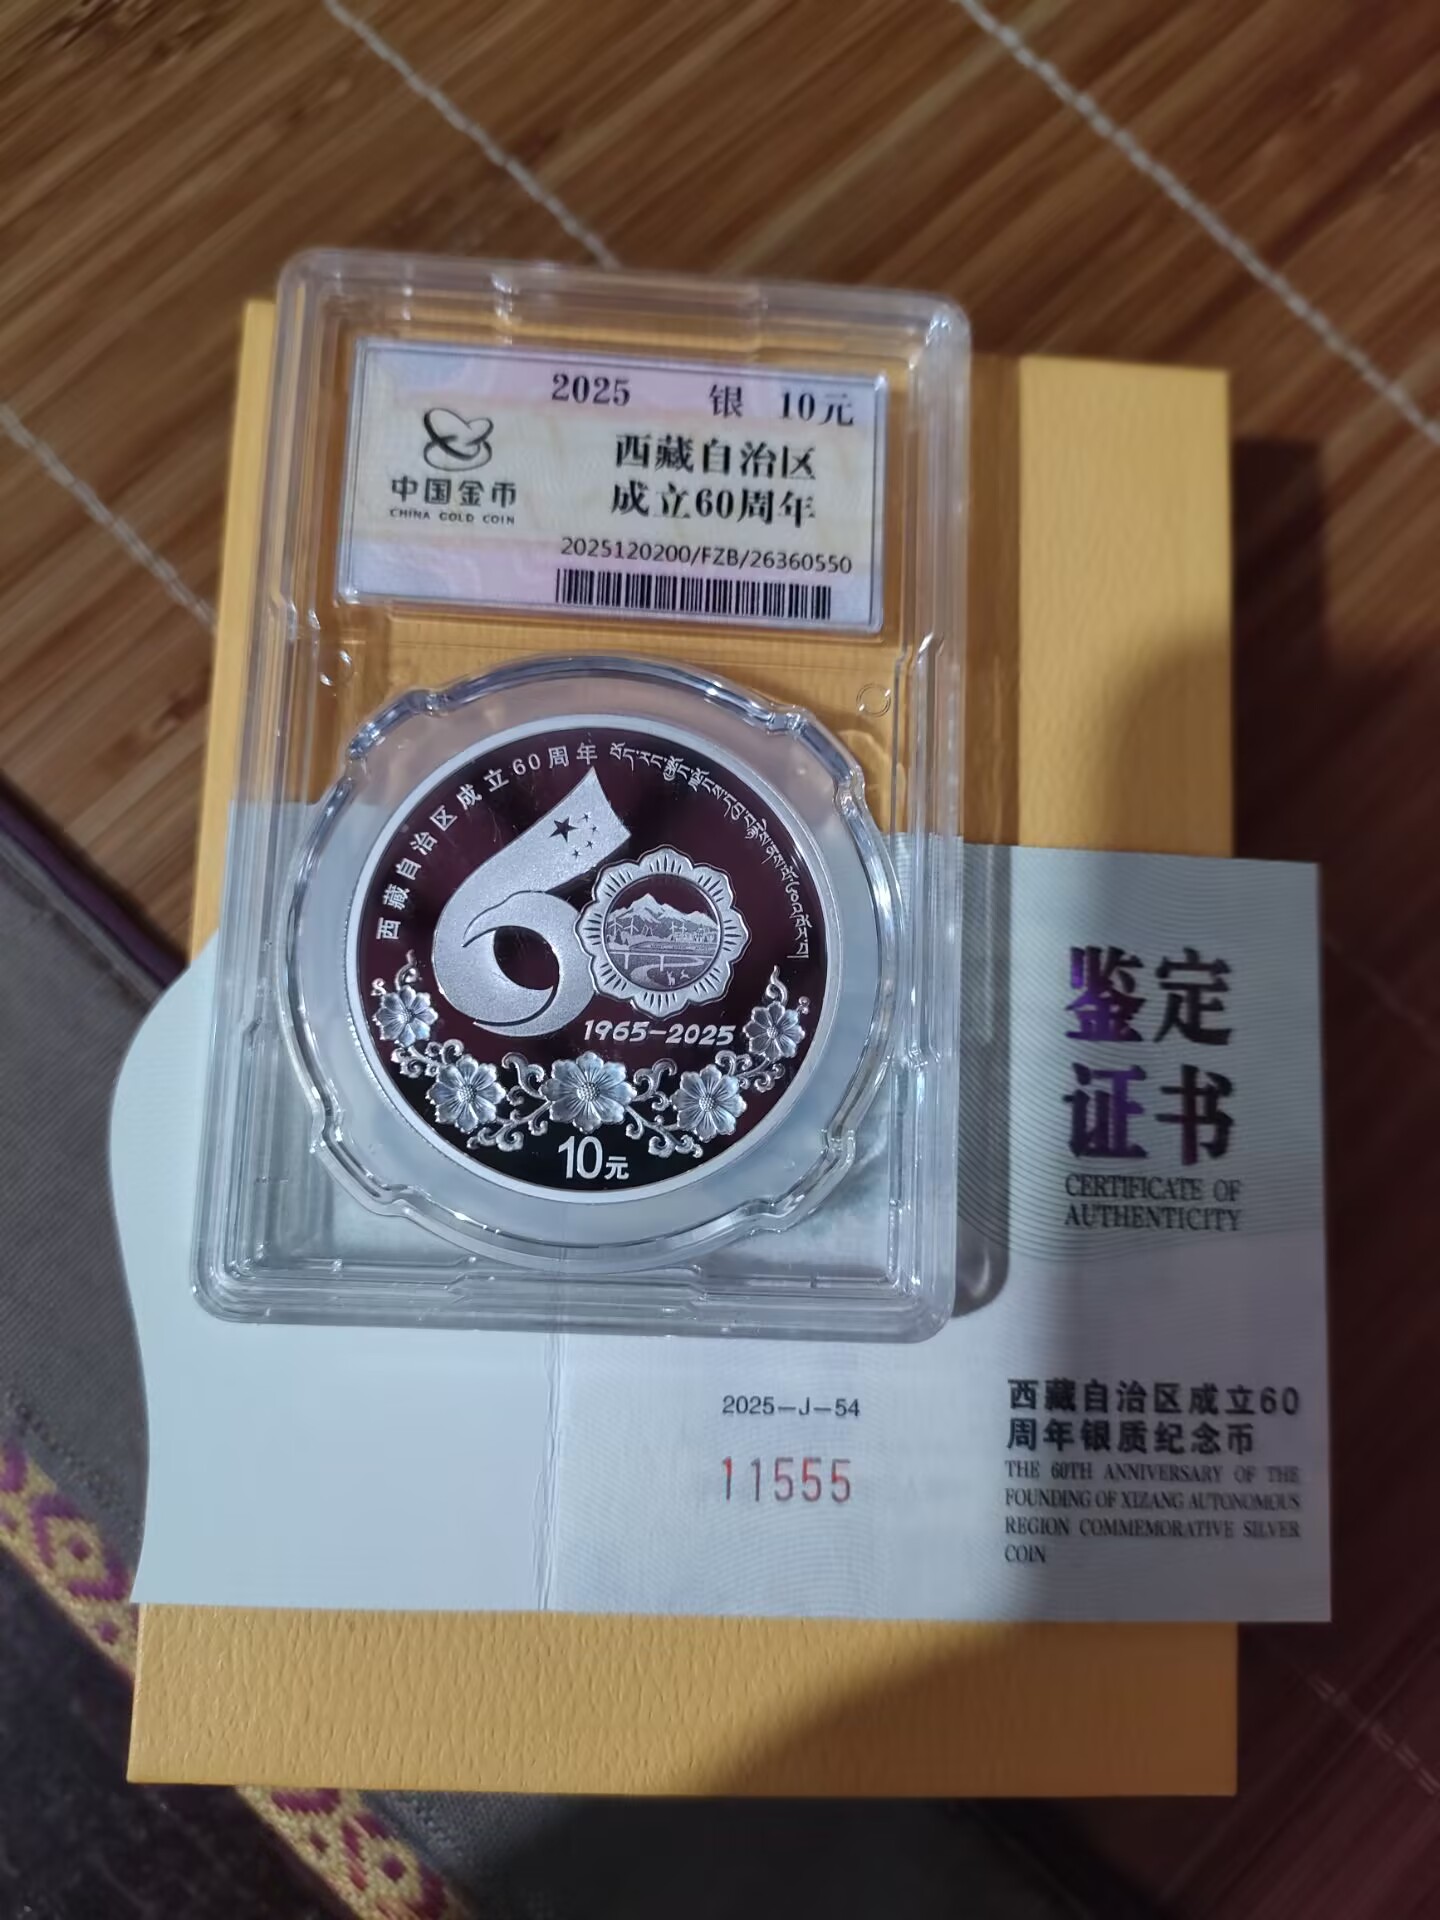 2025 银 10元
中国金币
CHINA GOLD COIN
西藏自治区
成立60周年
2025120200/FZB/26360550
西藏自治区成立60周年
1965-2025
10元
鉴定
证书
CERTIFICATE OF
AUTHENTICITY
2025-J-54
11555
西藏自治区成立60
周年银质纪念币
THE 60TH ANNIVERSARY OF THE
FOUNDING OF XIZANG AUTONOMOUS
REGION COMMEMORATIVE SILVER
COIN